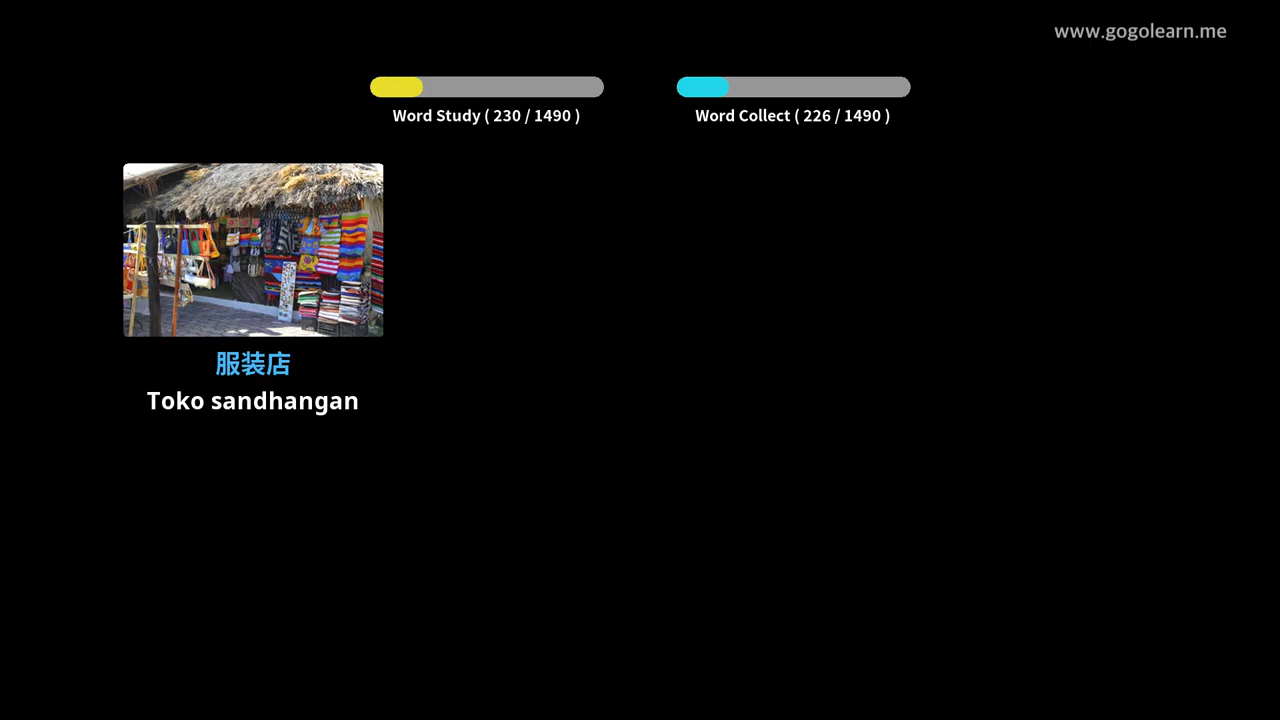 www.gogolearn.me
Word Study ( 230 / 1490 )
Word Collect ( 226 / 1490 )
服装店
Toko sandhangan